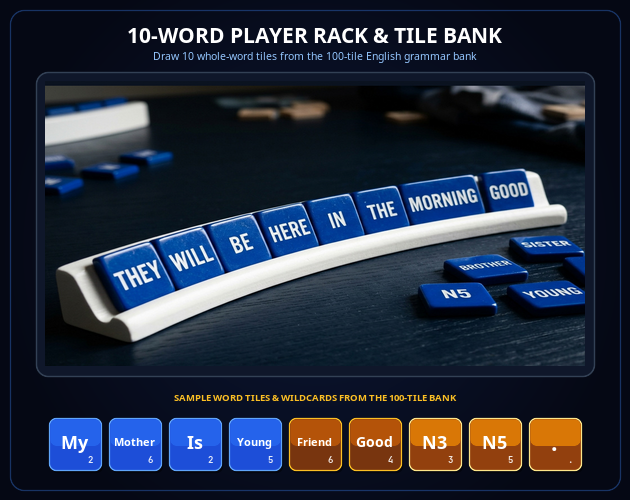 10-WORD PLAYER RACK & TILE BANK
Draw 10 whole-word tiles from the 100-tile English grammar bank
THEY WILL BE HERE IN THE MORNING GOOD
SISTER
BROTHER
N5 YOUNG
SAMPLE WORD TILES & WILDCARDS FROM THE 100-TILE BANK
My Mother Is Young Friend Good N3 N5 .
2 6 2 5 6 4 3 5 .